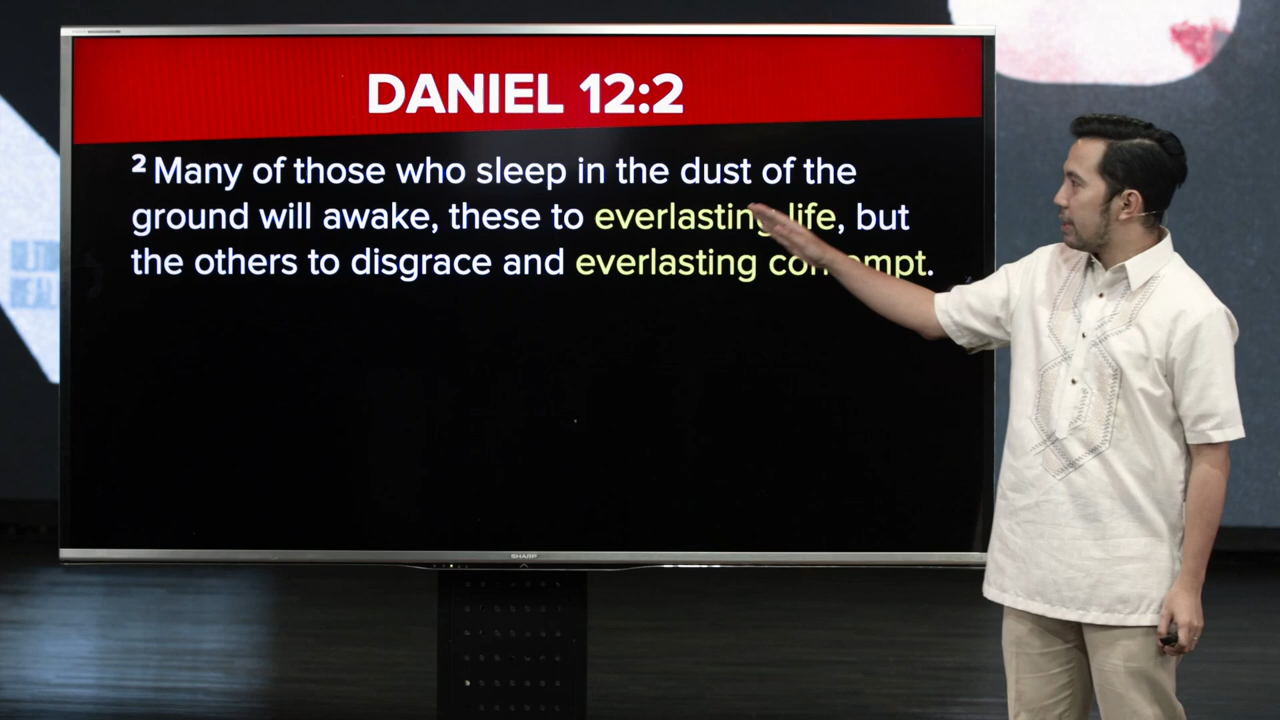 DANIEL 12:2
² Many of those who sleep in the dust of the
ground will awake, these to everlasting life, but
the others to disgrace and everlasting contempt.
SHARP